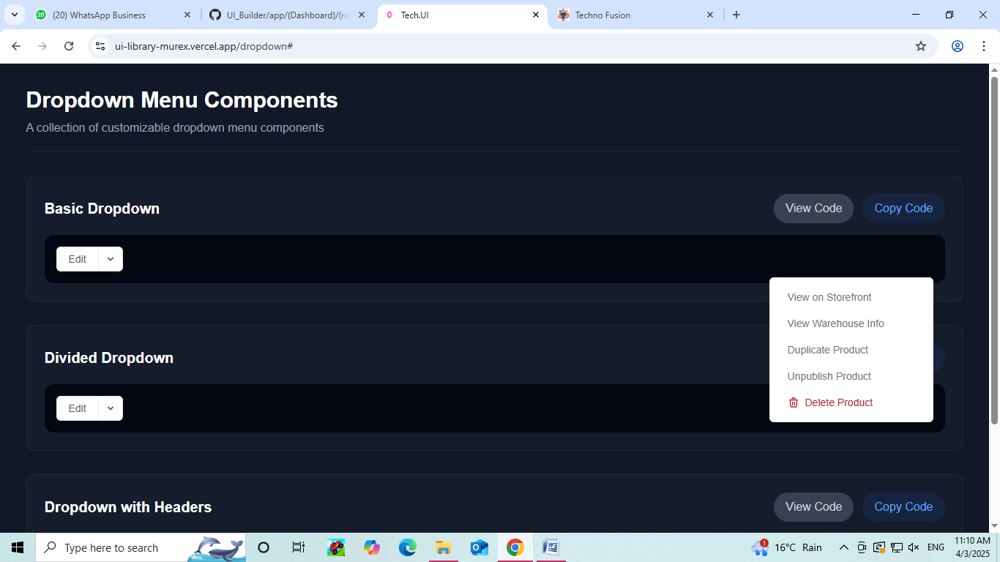 (20) WhatsApp Business
UI_Builder/app/(Dashboard)/(ro
Tech.UI
Techno Fusion
ui-library-murex.vercel.app/dropdown#
Dropdown Menu Components
A collection of customizable dropdown menu components
Basic Dropdown
View Code
Copy Code
Edit
View on Storefront
View Warehouse Info
Duplicate Product
Unpublish Product
Delete Product
Divided Dropdown
Edit
Dropdown with Headers
View Code
Copy Code
Type here to search
1
16°C Rain
ENG
11:10 AM
4/3/2025